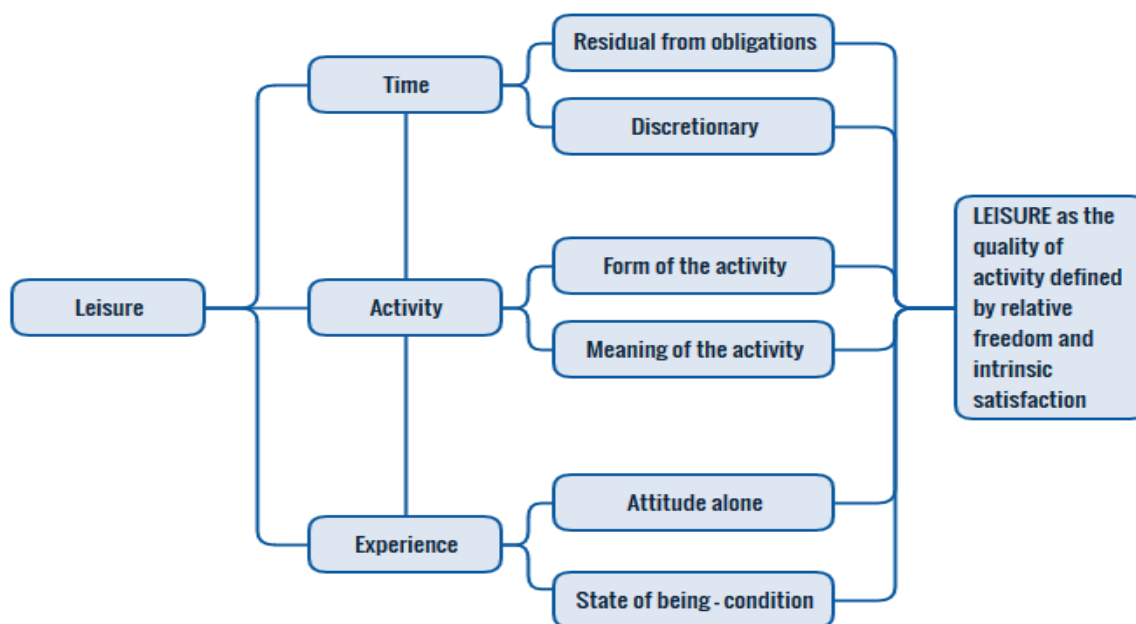 Residual from obligations
Time
Discretionary
LEISURE as the
quality of
activity defined
by relative
freedom and
intrinsic
satisfaction
Form of the activity
Leisure
Activity
Meaning of the activity
Attitude alone
Experience
State of being - condition